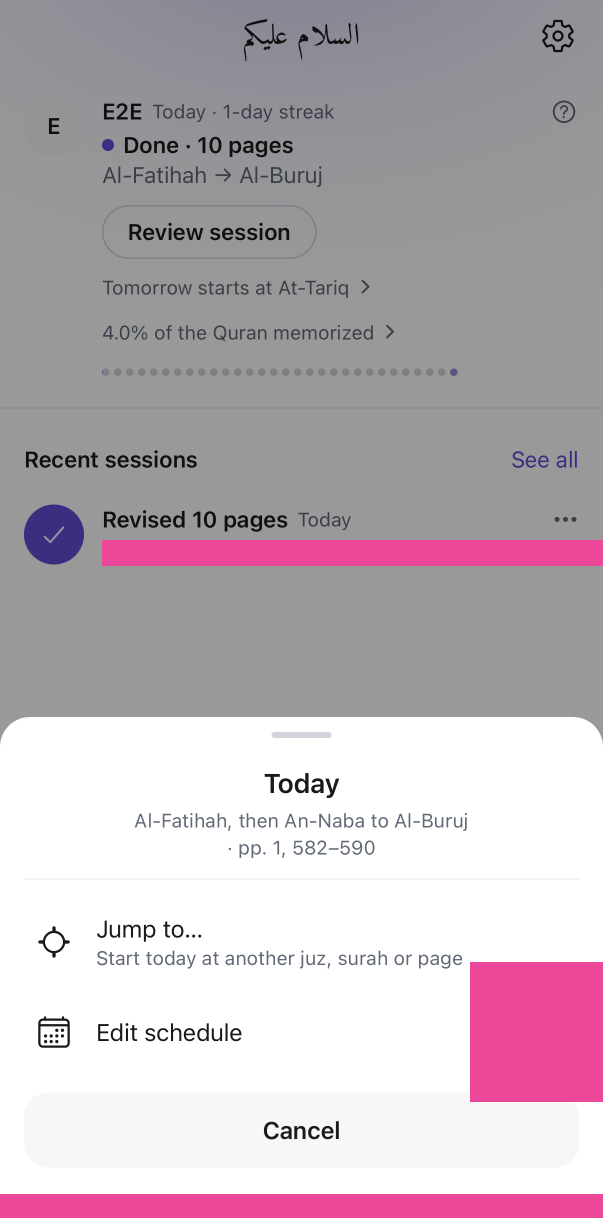 السلام عليكم
E
E2E Today · 1-day streak
Done · 10 pages
Al-Fatihah → Al-Buruj
Review session
Tomorrow starts at At-Tariq
4.0% of the Quran memorized
Recent sessions See all
Revised 10 pages Today
Today
Al-Fatihah, then An-Naba to Al-Buruj
· pp. 1, 582–590
Jump to...
Start today at another juz, surah or page
Edit schedule
Cancel